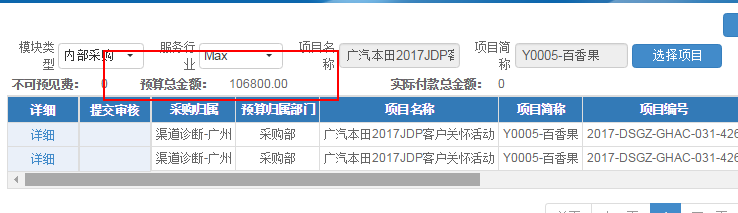 模块类型 内部采购 服务行业 Max 项目名称 广汽本田2017JDP客 项目简称 Y0005-百香果 选择项目
不可预见费: 0 预算总金额: 106800.00 实际付款总金额: 0
详细 提交审核 采购归属 预算归属部门 项目名称 项目简称 项目编号
详细 渠道诊断-广州 采购部 广汽本田2017JDP客户关怀活动 Y0005-百香果 2017-DSGZ-GHAC-031-426
详细 渠道诊断-广州 采购部 广汽本田2017JDP客户关怀活动 Y0005-百香果 2017-DSGZ-GHAC-031-426